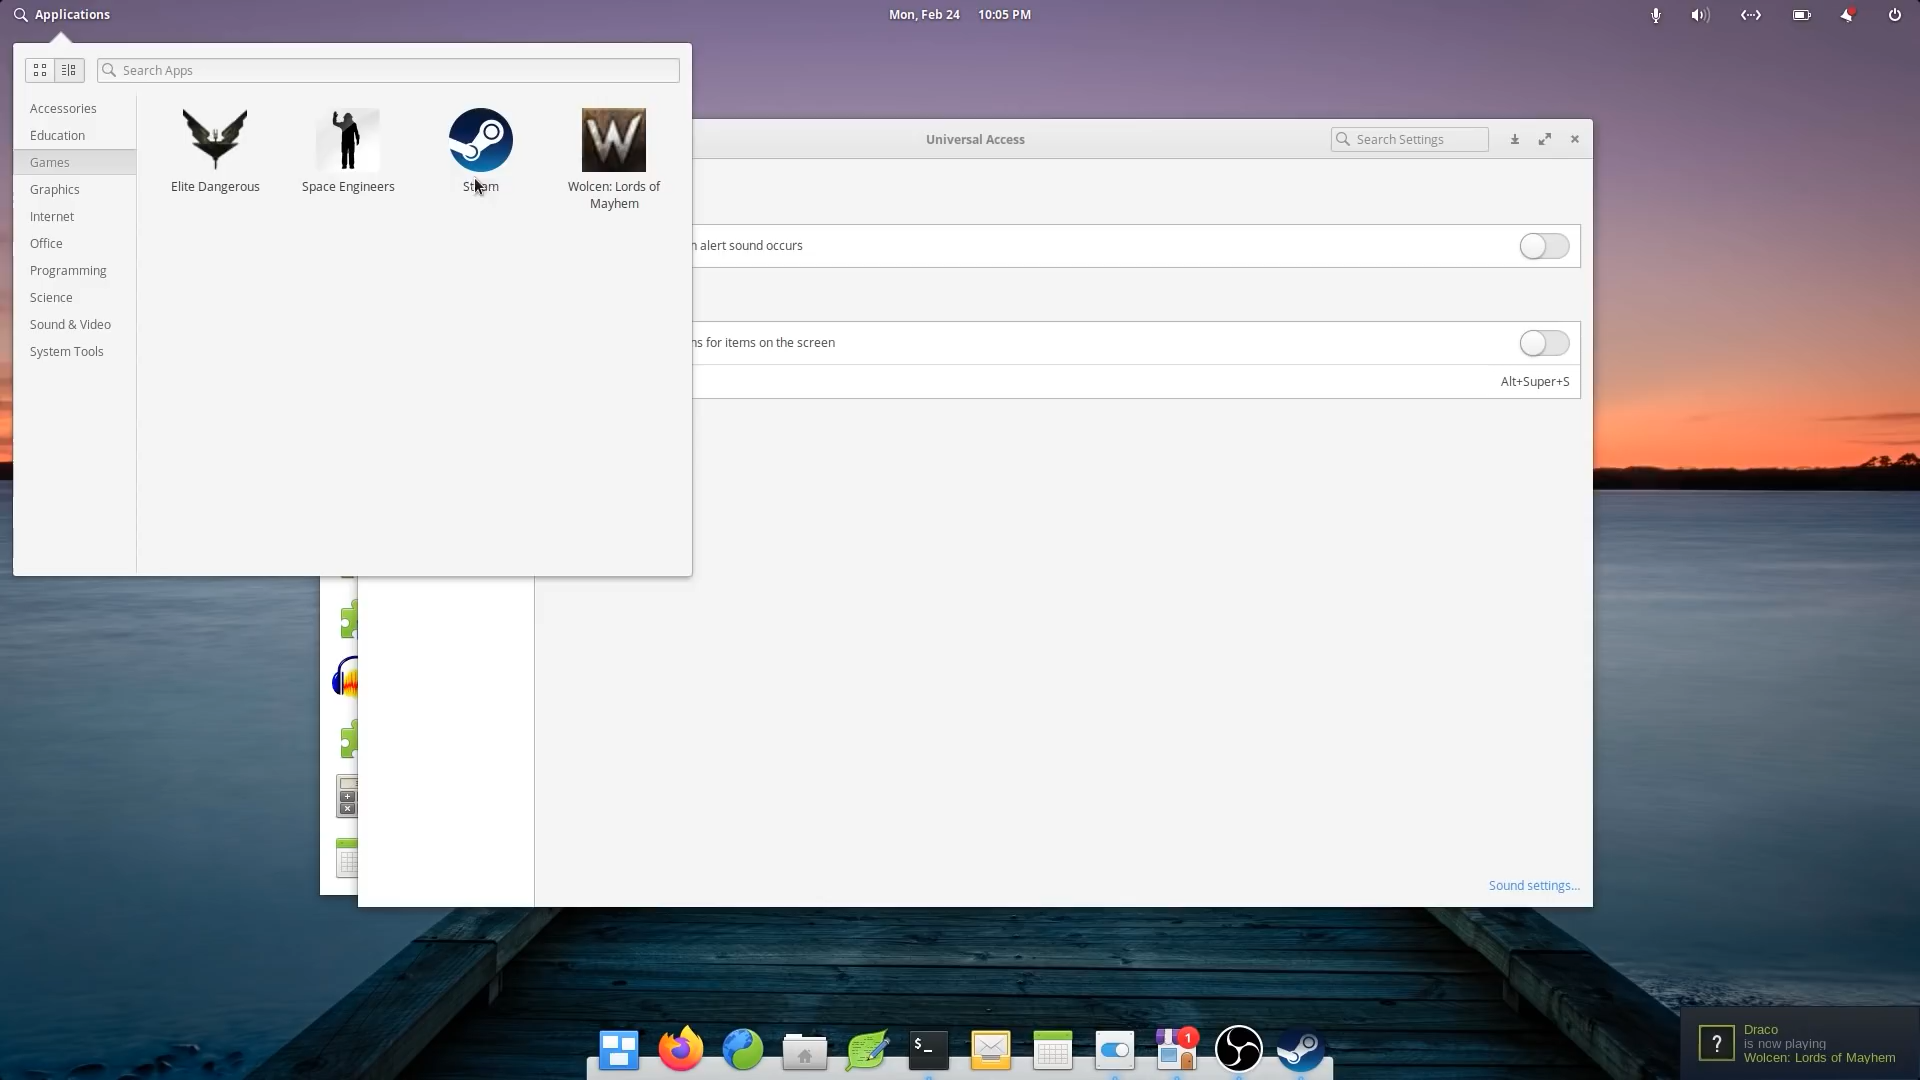 Applications
Mon, Feb 24 10:05 PM
Search Apps
Accessories
Education
Games
Graphics
Internet
Office
Programming
Science
Sound & Video
System Tools
Elite Dangerous
Space Engineers
Steam
Wolcen: Lords of
Mayhem
Universal Access
Search Settings
alert sound occurs
for items on the screen
Alt+Super+S
Sound settings...
$_
1
?
Draco
is now playing
Wolcen: Lords of Mayhem